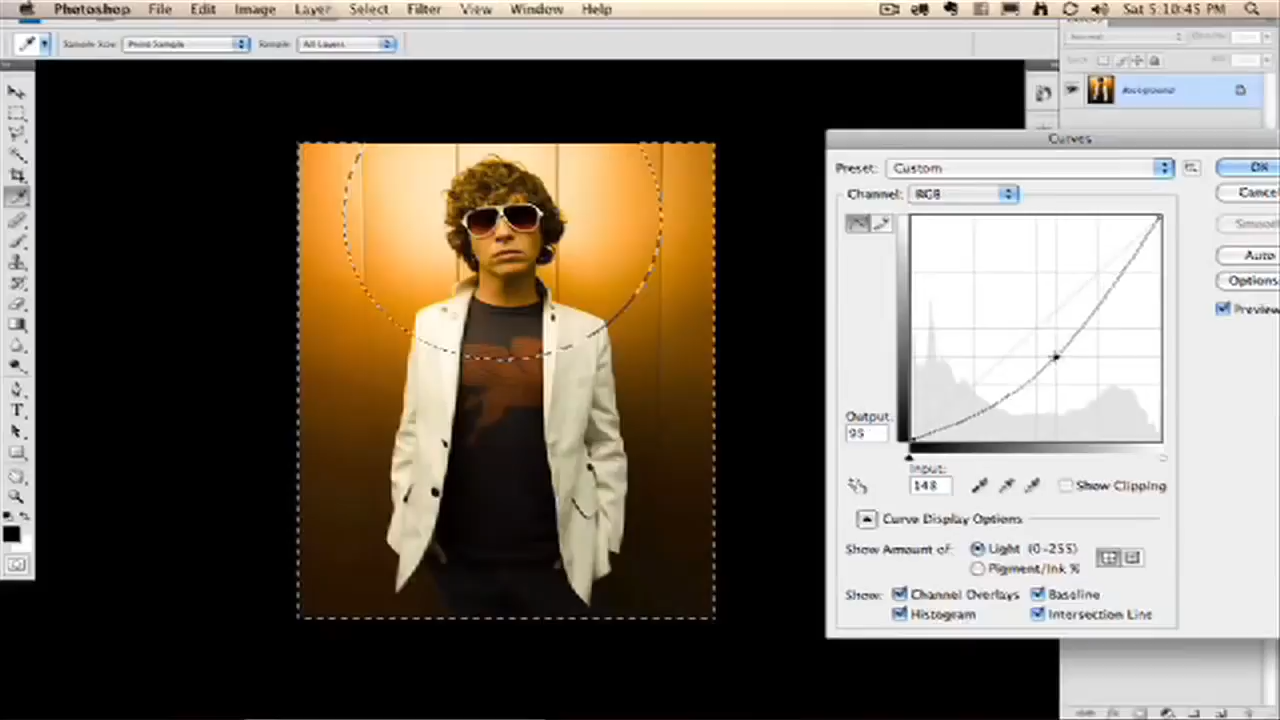 Photoshop File Edit Image Layer Select Filter View Window Help Sat 5:10:45 PM
Sample Size: Point Sample Sample: All Layers
Background
Curves
Preset: Custom OK
Channel: RGB Cance
Smoo
Auto
Options
Preview
Output:
95
Input:
148 Show Clipping
Curve Display Options
Show Amount of: Light (0-255)
Pigment/Ink %
Show: Channel Overlays Baseline
Histogram Intersection Line